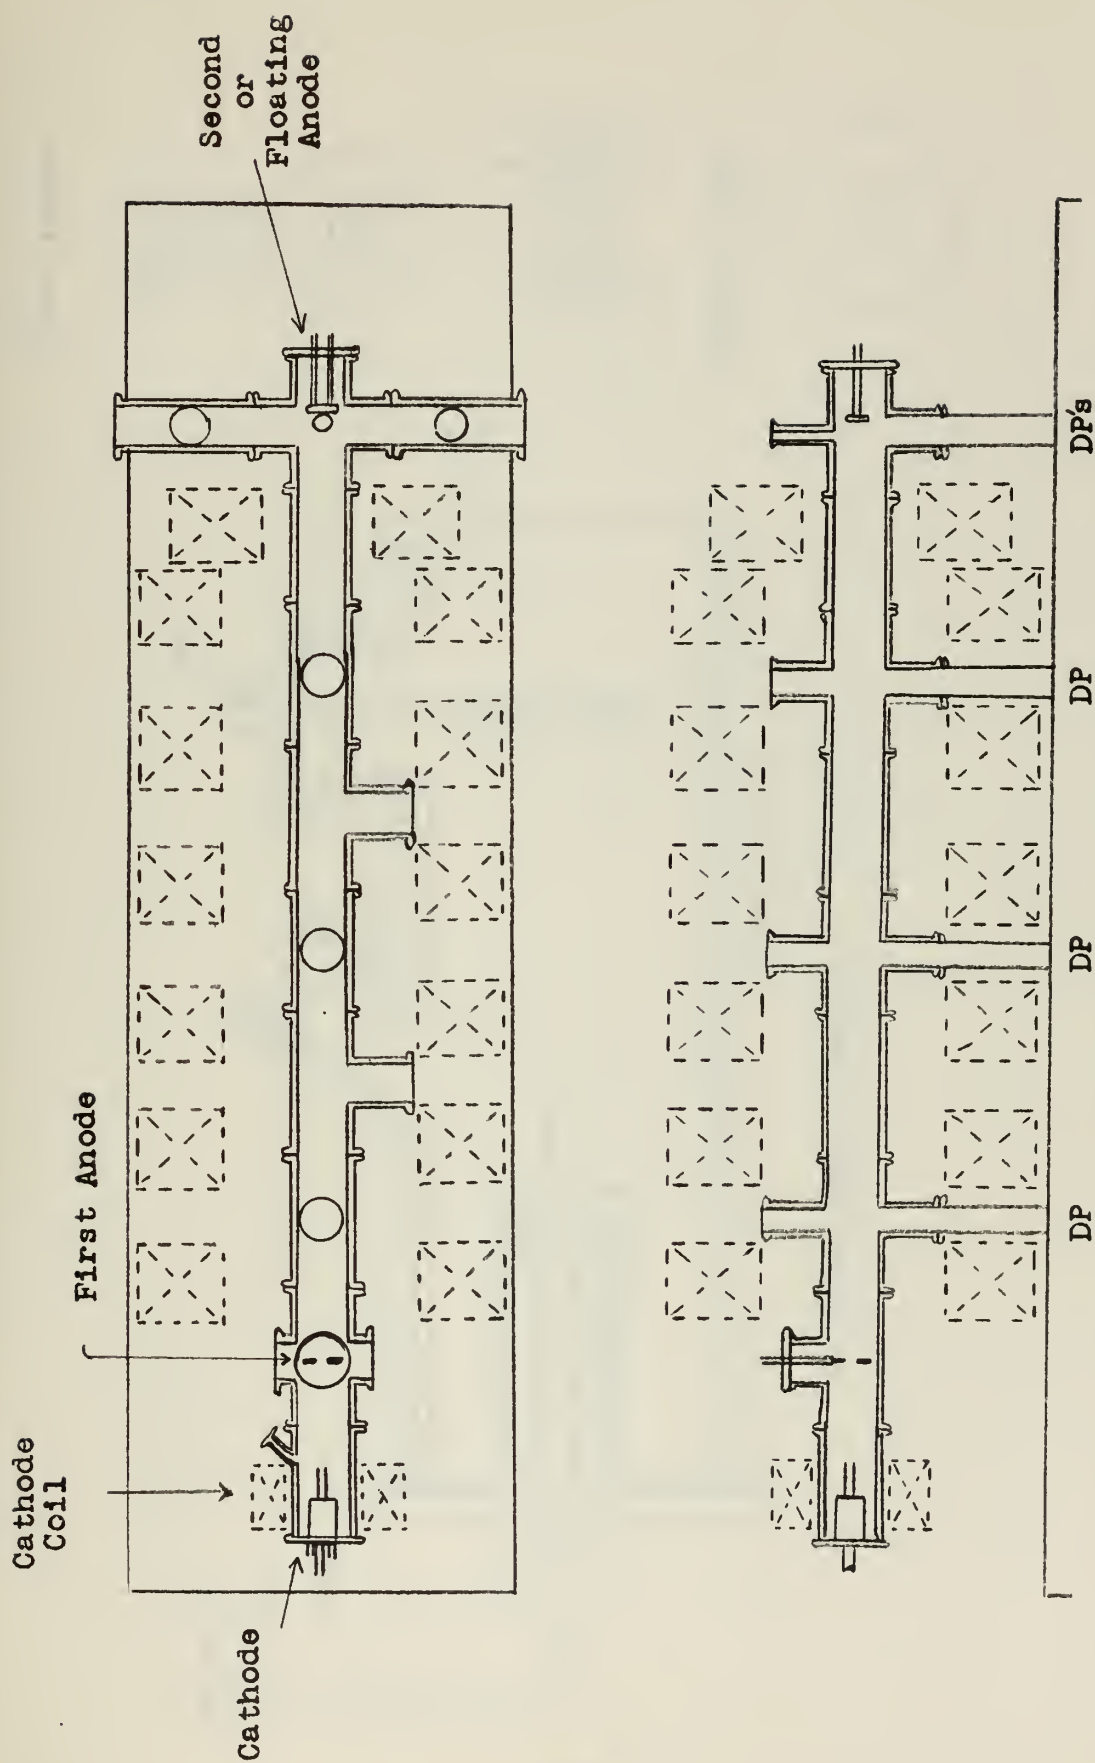 Cathode
Cathode
Coil
First Anode
Second
or
Floating
Anode
DP
DP
DP
DP's